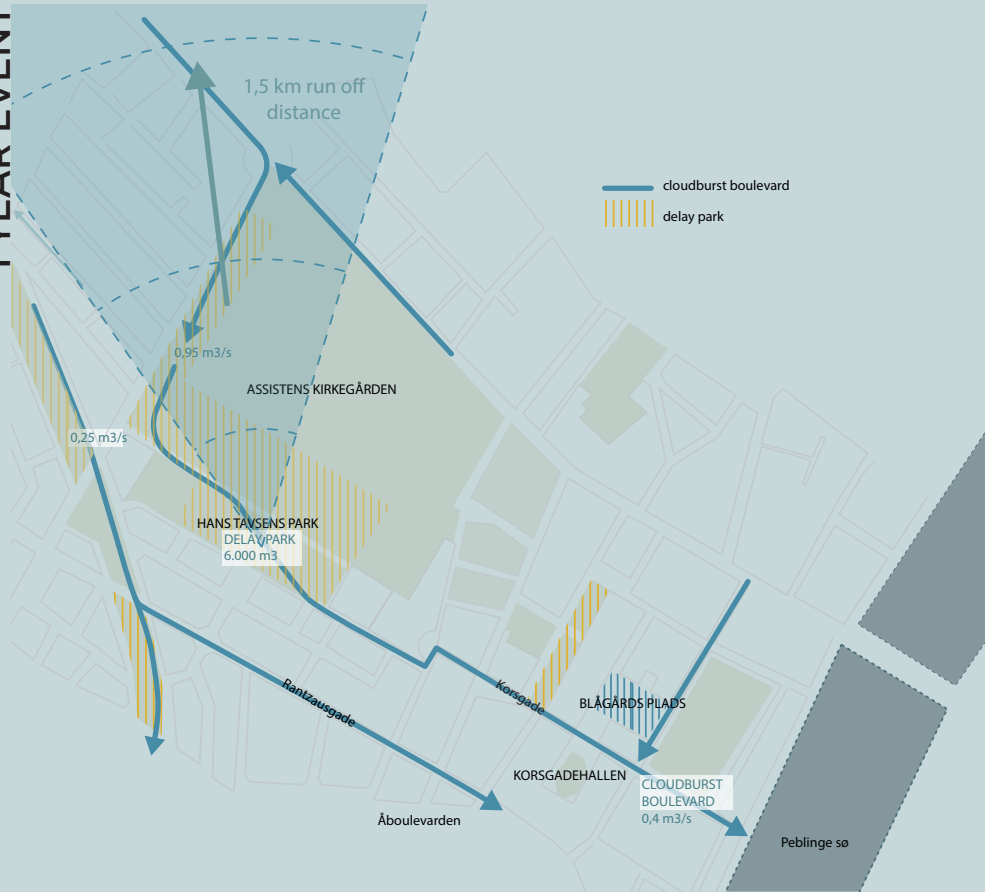 YEAR EVENT
1,5 km run off
distance
cloudburst boulevard
delay park
0,95 m3/s
ASSISTENS KIRKEGÅRDEN
0,25 m3/s
HANS TAVSENS PARK
DELAY PARK
6.000 m3
Korsgade
Rantzausgade
BLÅGÅRDS PLADS
KORSGADEHALLEN
CLOUDBURST
BOULEVARD
0,4 m3/s
Åboulevarden
Peblinge sø